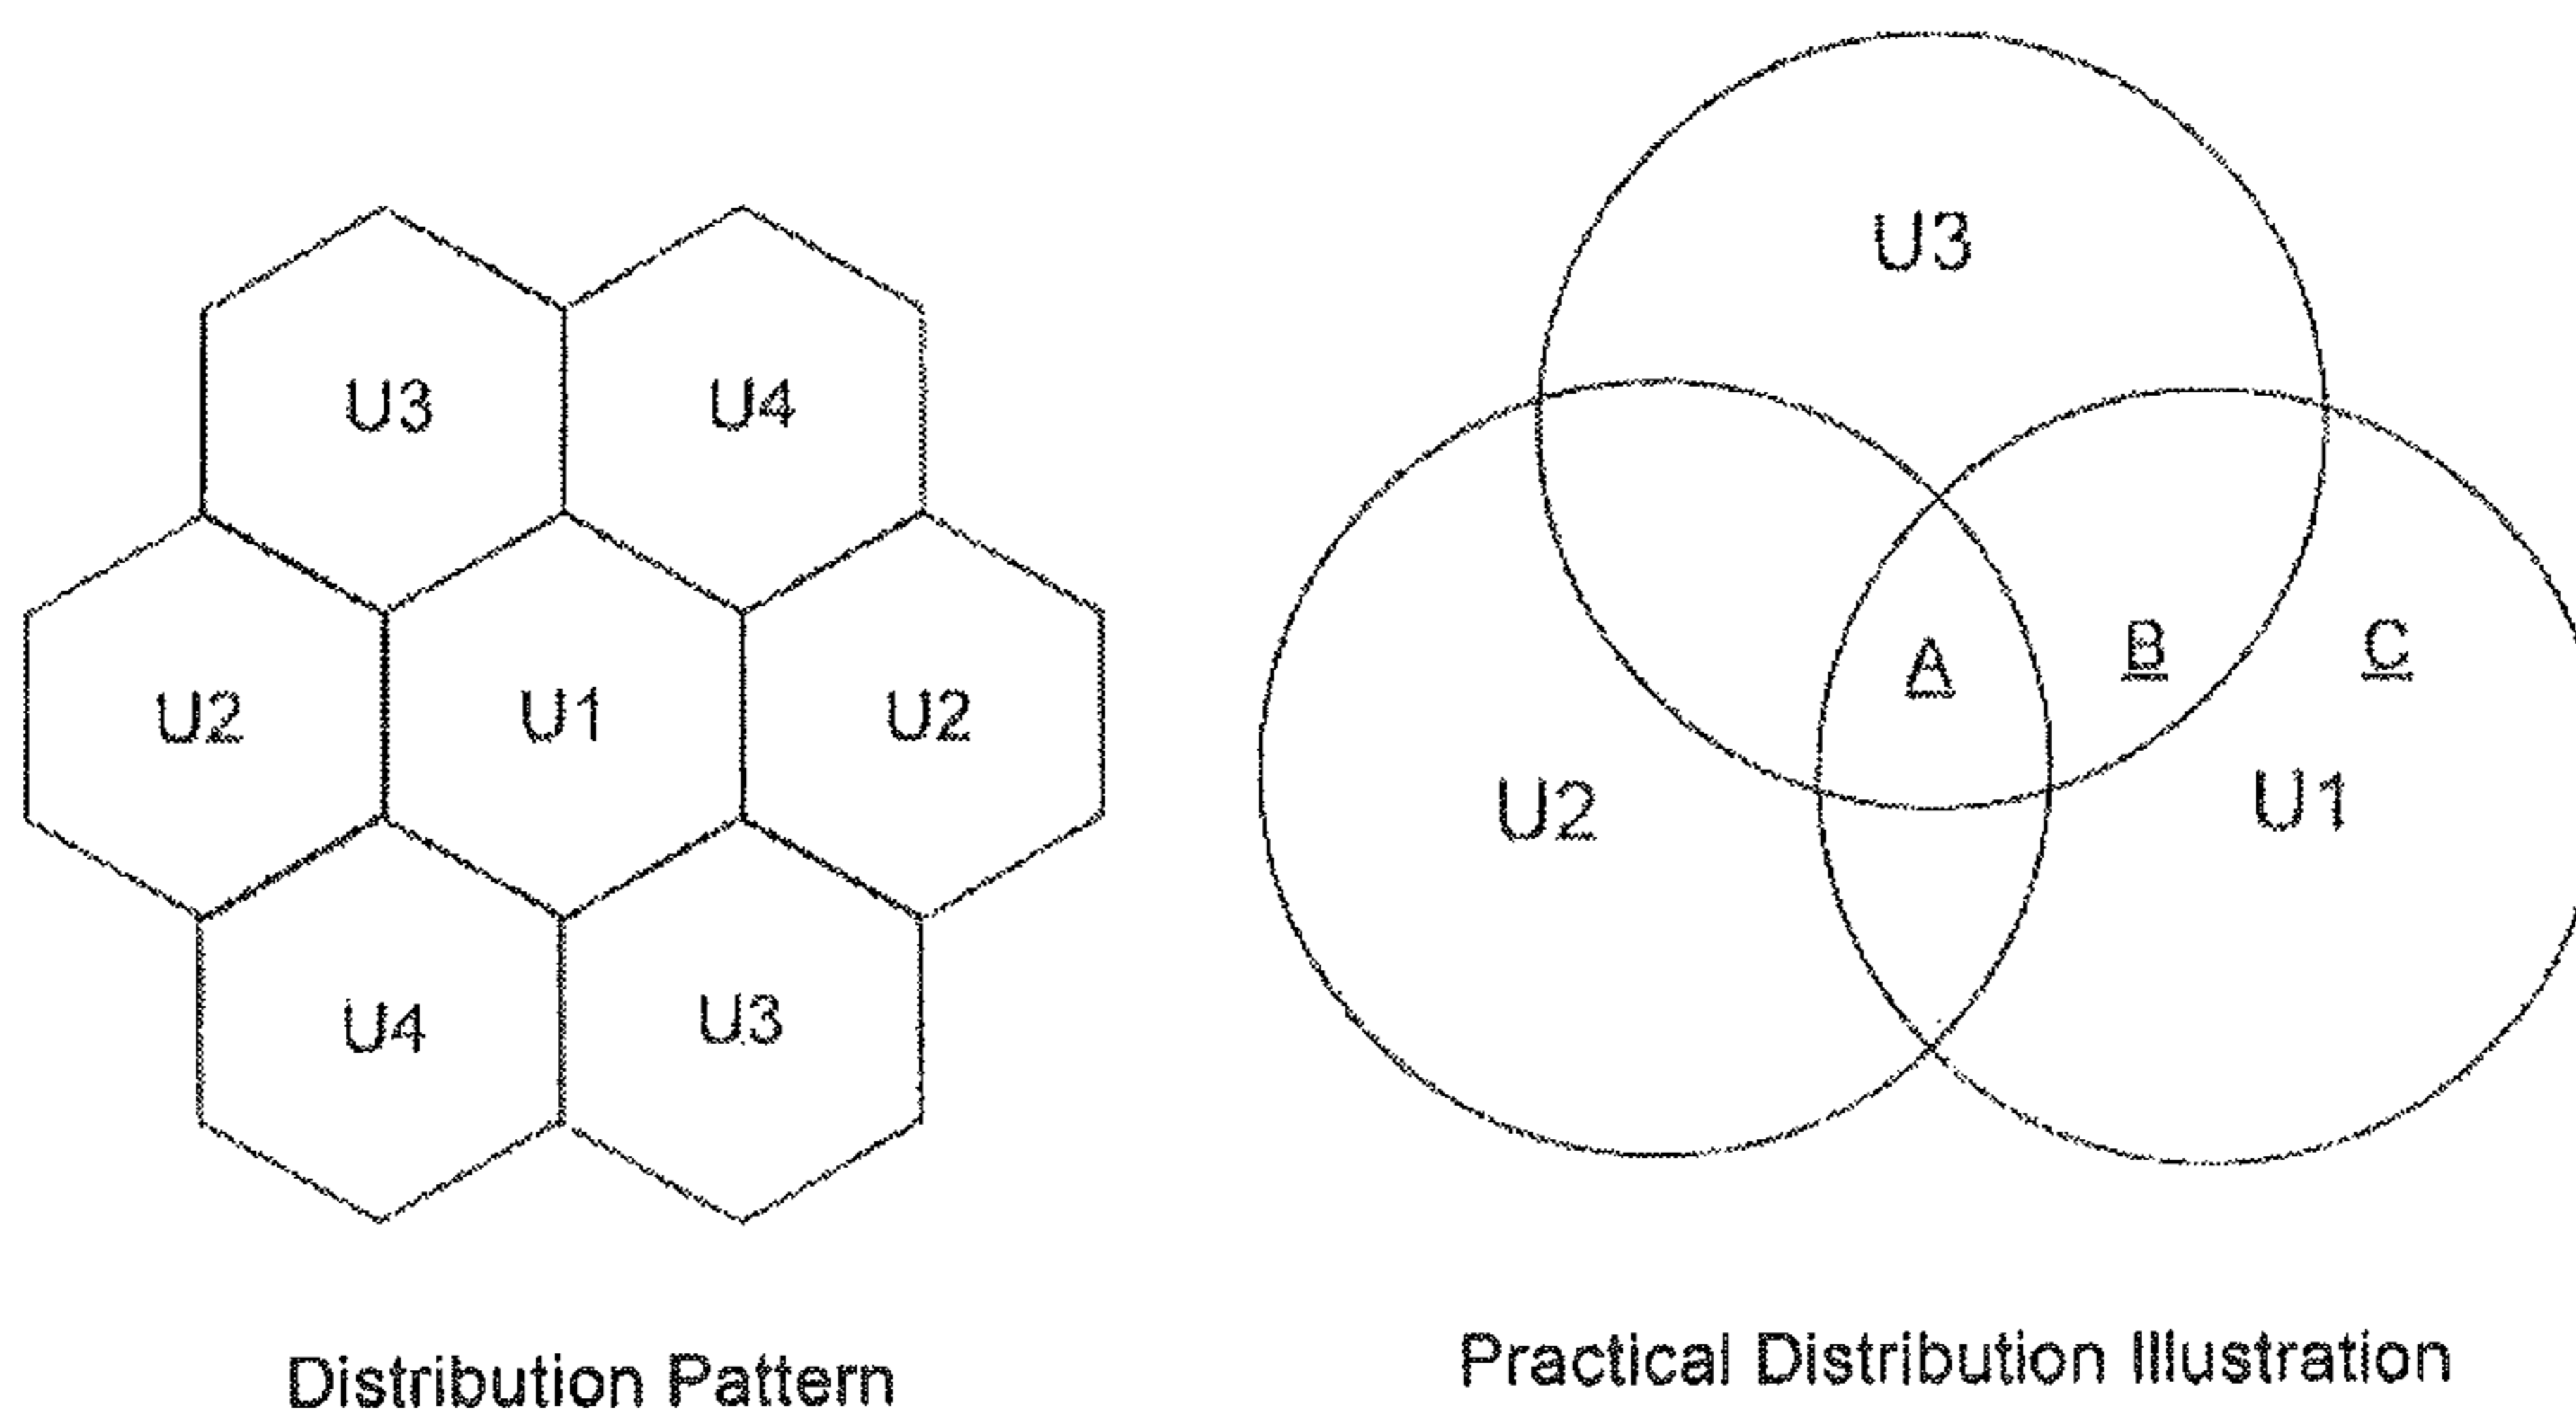 U3 U4
U2 U1 U2
U4 U3
Distribution Pattern
U3
A B C
U2 U1
Practical Distribution Illustration